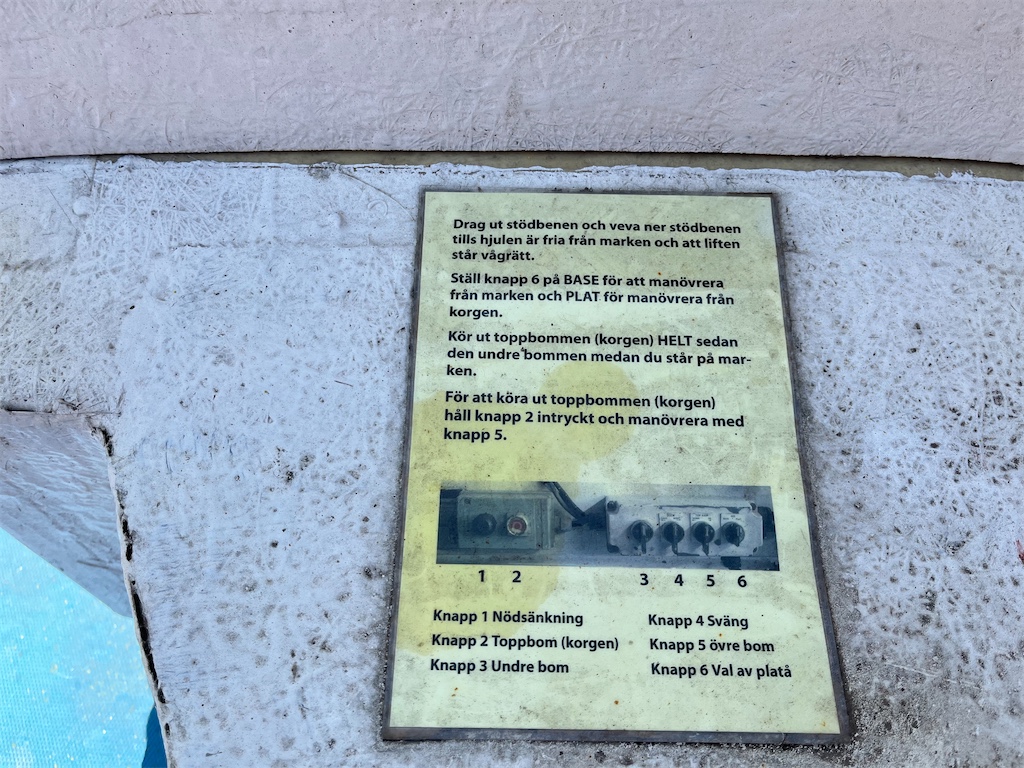 Drag ut stödbenen och veva ner stödbenen
tills hjulen är fria från marken och att liften
står vågrätt.
Ställ knapp 6 på BASE för att manövrera
från marken och PLAT för manövrera från
korgen.
Kör ut toppbommen (korgen) HELT sedan
den undre bommen medan du står på mar-
ken.
För att köra ut toppbommen (korgen)
håll knapp 2 intryckt och manövrera med
knapp 5.
1 2 3 4 5 6
Knapp 1 Nödsänkning
Knapp 2 Toppbom (korgen)
Knapp 3 Undre bom
Knapp 4 Sväng
Knapp 5 övre bom
Knapp 6 Val av platå